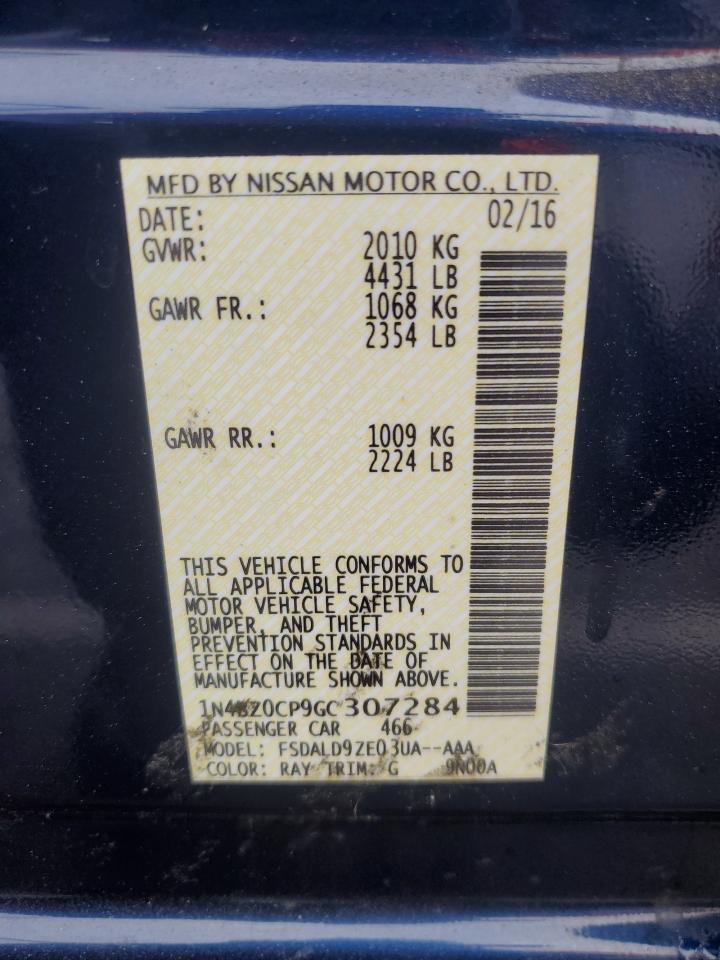 MFD BY NISSAN MOTOR CO., LTD.
DATE: 02/16
GVWR: 2010 KG
4431 LB
GAWR FR.: 1068 KG
2354 LB
GAWR RR.: 1009 KG
2224 LB
THIS VEHICLE CONFORMS TO
ALL APPLICABLE FEDERAL
MOTOR VEHICLE SAFETY,
BUMPER, AND THEFT
PREVENTION STANDARDS IN
EFFECT ON THE DATE OF
MANUFACTURE SHOWN ABOVE.
1N4BZ0CP9GC307284
PASSENGER CAR 466
MODEL: FSDALD9ZE03UA--AAA
COLOR: RAY TRIM: G 9N00A